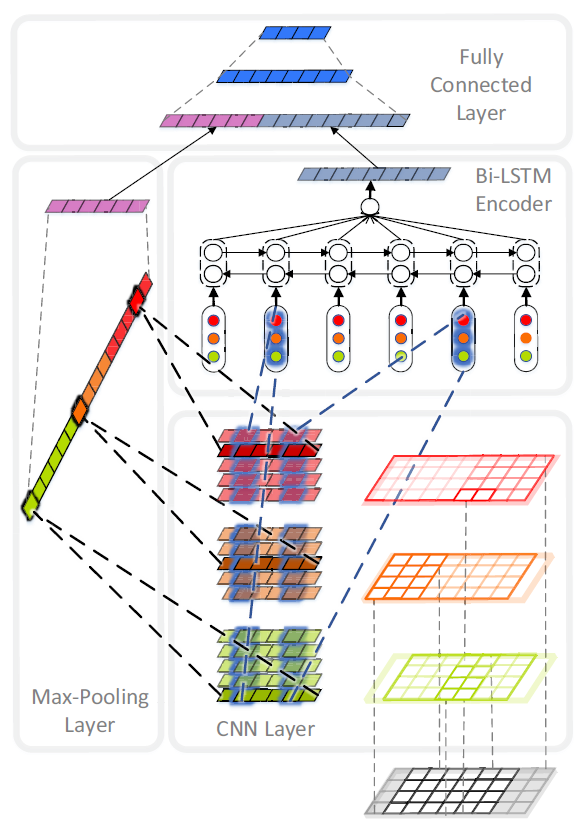 Fully
Connected
Layer
Bi-LSTM
Encoder
Max-Pooling
Layer
CNN Layer